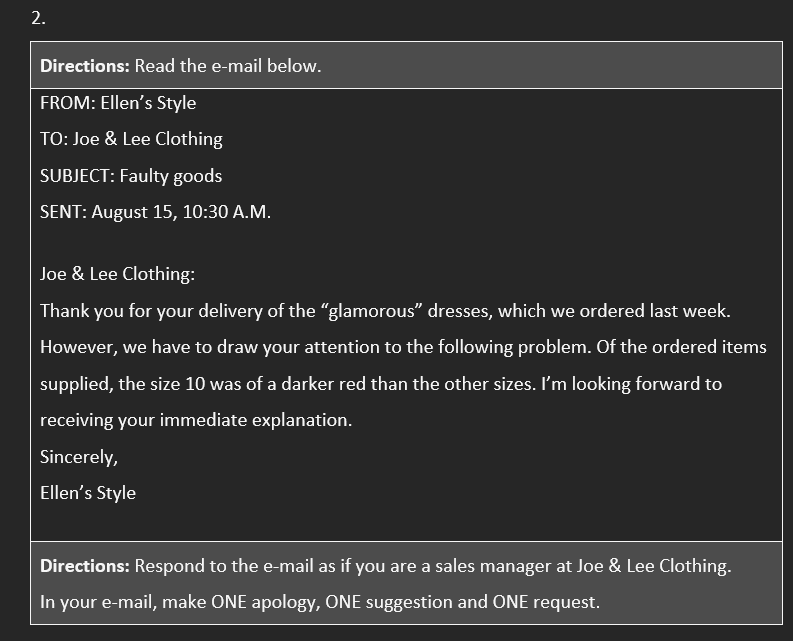 2.
Directions: Read the e-mail below.
FROM: Ellen’s Style
TO: Joe & Lee Clothing
SUBJECT: Faulty goods
SENT: August 15, 10:30 A.M.
Joe & Lee Clothing:
Thank you for your delivery of the “glamorous” dresses, which we ordered last week.
However, we have to draw your attention to the following problem. Of the ordered items
supplied, the size 10 was of a darker red than the other sizes. I’m looking forward to
receiving your immediate explanation.
Sincerely,
Ellen’s Style
Directions: Respond to the e-mail as if you are a sales manager at Joe & Lee Clothing.
In your e-mail, make ONE apology, ONE suggestion and ONE request.